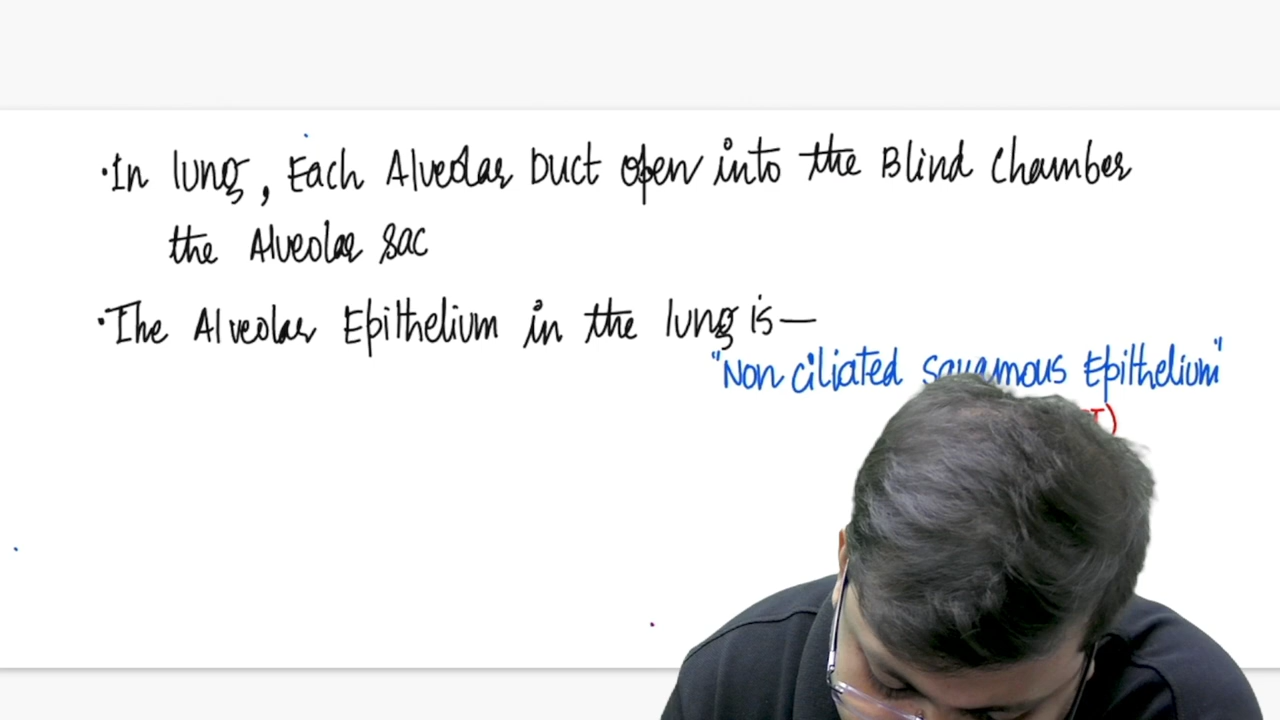 ·In lung, Each Alveolar Duct open into the Blind Chamber
the Alveolar Sac
·The Alveolar Epithelium in the lung is—
"Non ciliated squamous Epithelium"